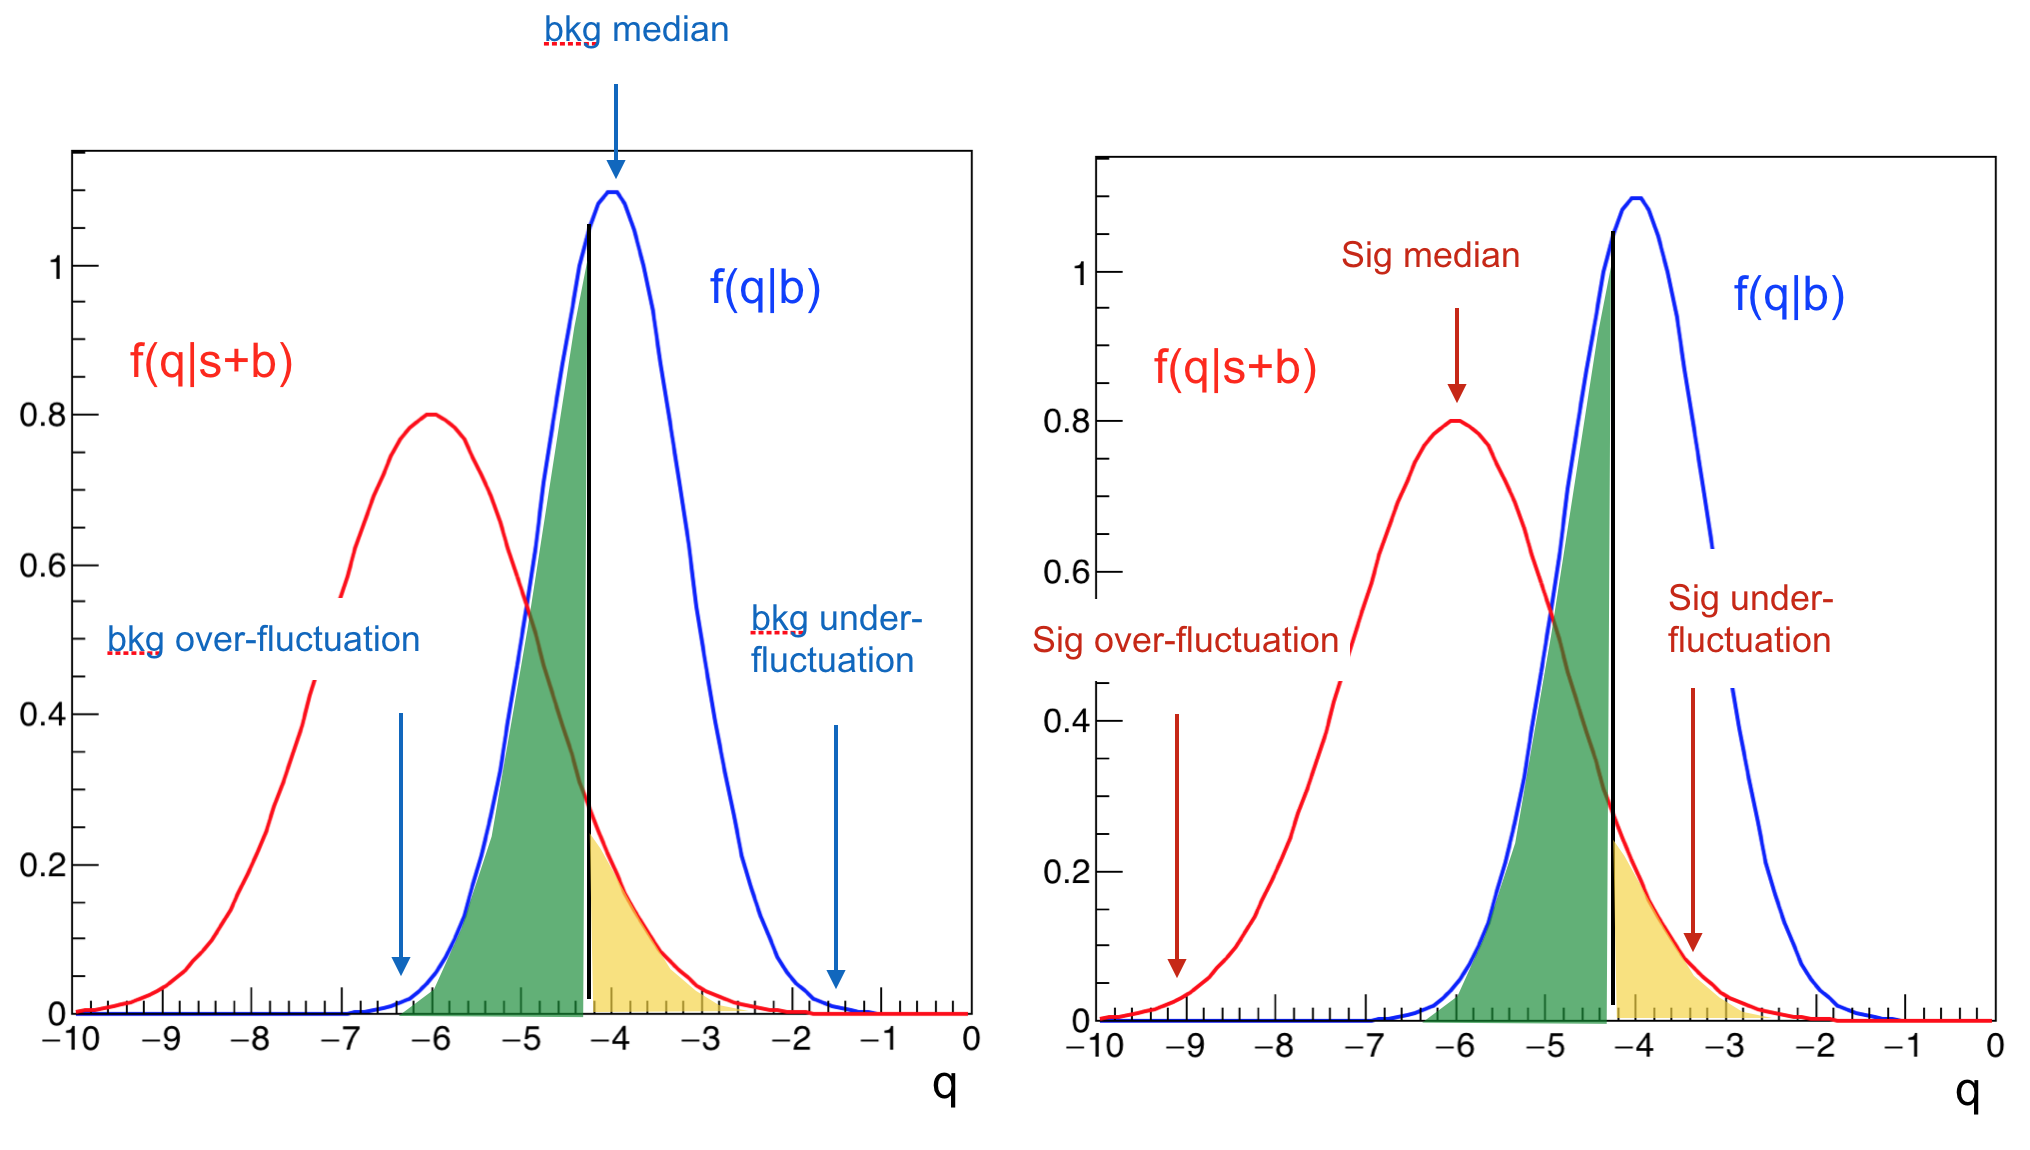 bkg median
1
0.8
0.6
0.4
0.2
0
f(q|s+b)
f(q|b)
bkg over-fluctuation
bkg under-
fluctuation
−10 −9 −8 −7 −6 −5 −4 −3 −2 −1 0
q
1
0.8
0.6
0.4
0.2
0
Sig median
f(q|s+b)
f(q|b)
Sig over-fluctuation
Sig under-
fluctuation
−10 −9 −8 −7 −6 −5 −4 −3 −2 −1 0
q